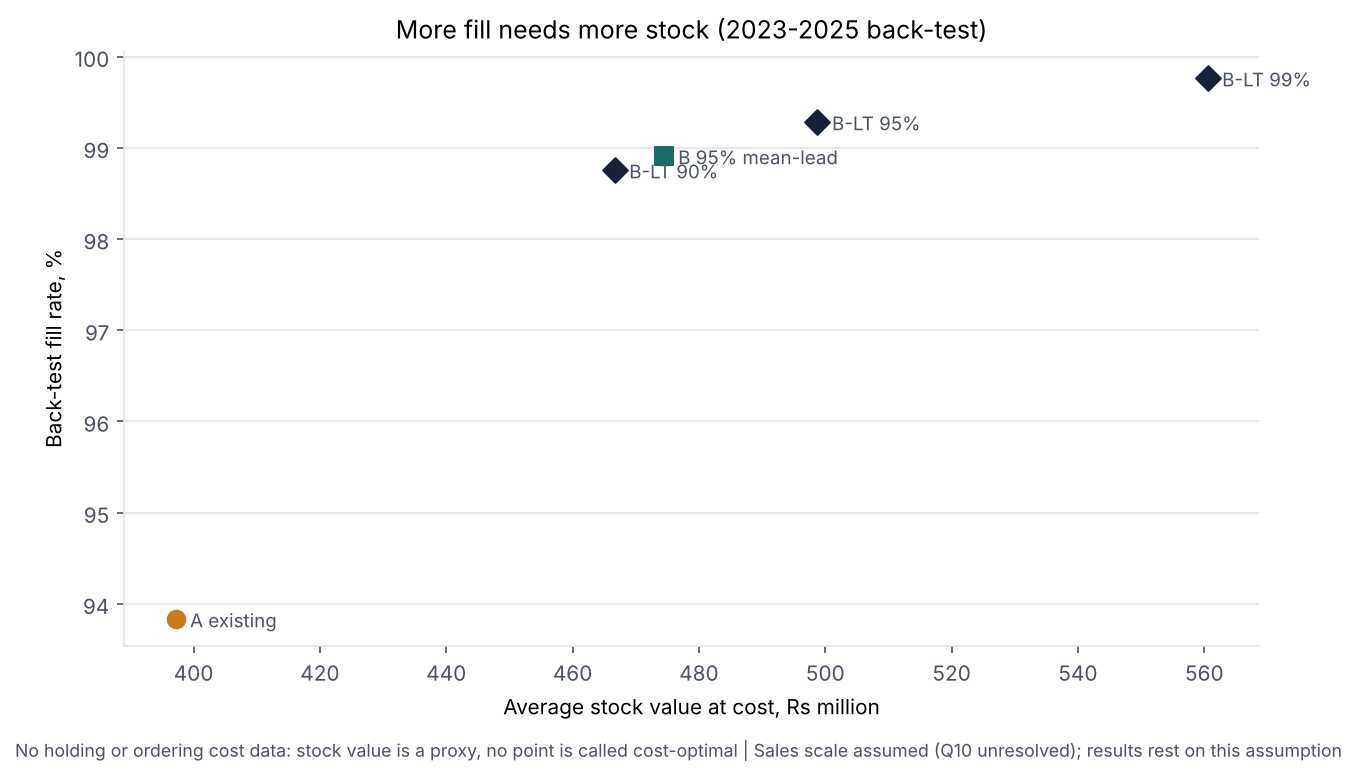 More fill needs more stock (2023-2025 back-test)
100
B-LT 99%
B-LT 95%
99
B 95% mean-lead
B-LT 90%
98
97
96
95
94
A existing
Back-test fill rate, %
400 420 440 460 480 500 520 540 560
Average stock value at cost, Rs million
No holding or ordering cost data: stock value is a proxy, no point is called cost-optimal | Sales scale assumed (Q10 unresolved); results rest on this assumption